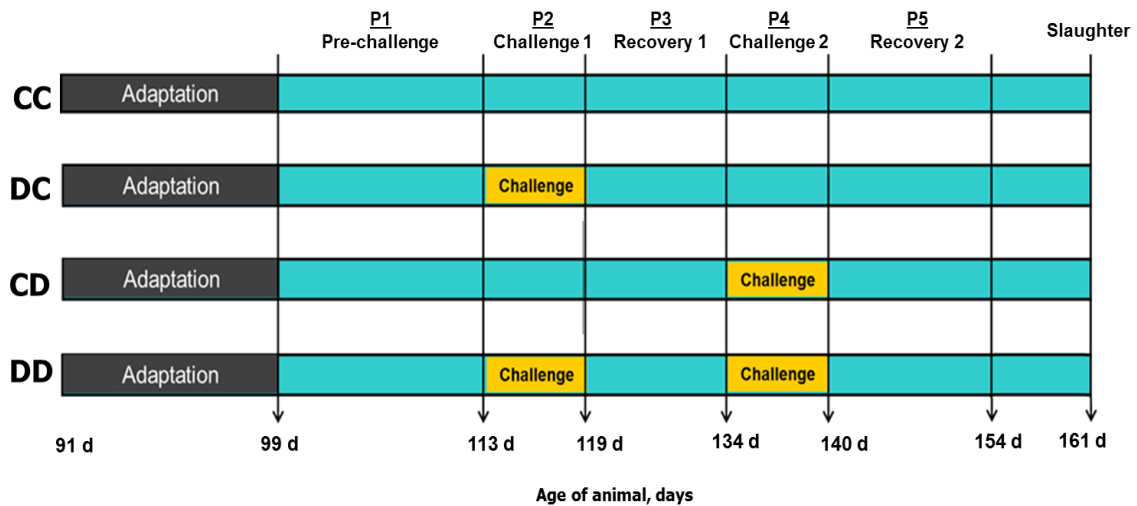 P1
Pre-challenge
P2
Challenge 1
P3
Recovery 1
P4
Challenge 2
P5
Recovery 2
Slaughter
CC
Adaptation
DC
Adaptation
Challenge
CD
Adaptation
Challenge
DD
Adaptation
Challenge
Challenge
91 d
99 d
113 d
119 d
134 d
140 d
154 d
161 d
Age of animal, days